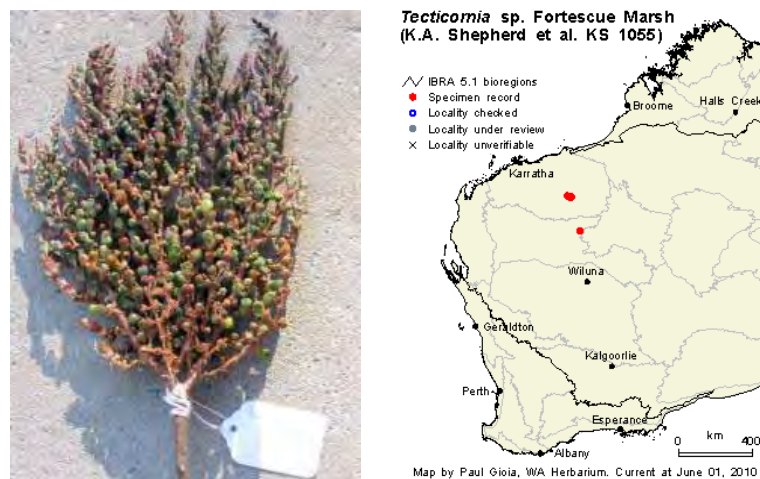 Tecticornia sp. Fortescue Marsh
(K.A. Shepherd et al. KS 1055)
IBRA 5.1 bioregions
Specimen record
Locality checked
Locality under review
Locality unverifiable
Broome
Halls Creek
Karratha
Wiluna
Geraldton
Kalgoorlie
Perth
Esperance
Albany
km
0 400
Map by Paul Gioia, WA Herbarium. Current at June 01, 2010